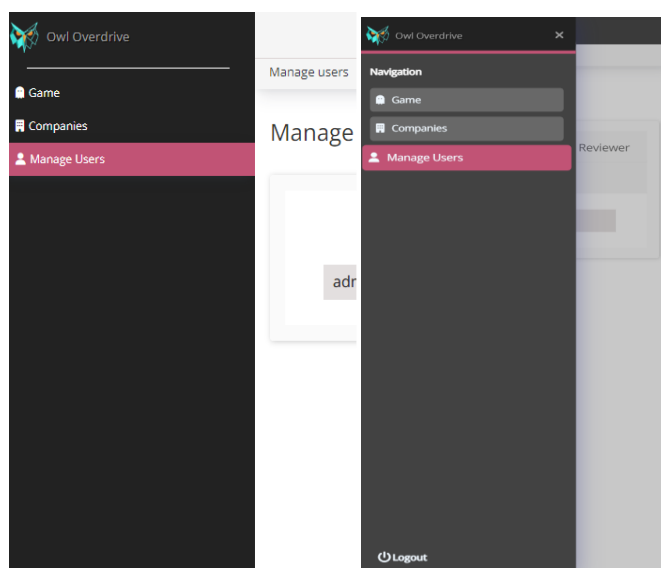 Owl Overdrive
Game
Companies
Manage Users
Manage users
Manage
adr
Owl Overdrive ×
Navigation
Game
Companies
Manage Users
Logout
Reviewer